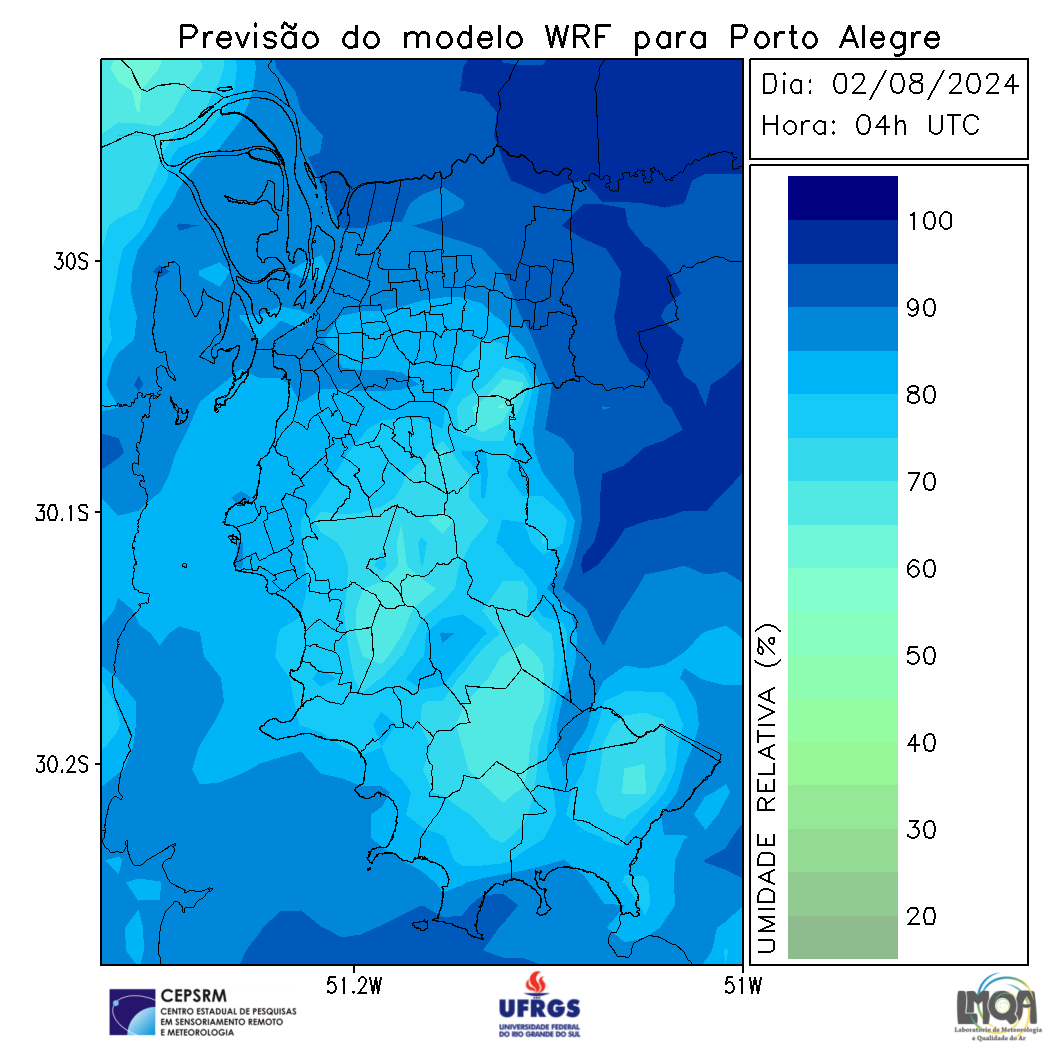 Previsão do modelo WRF para Porto Alegre
Dia: 02/08/2024
Hora: 04h UTC
30S
30.1S
30.2S
51.2W
51W
UMIDADE RELATIVA (%)
100
90
80
70
60
50
40
30
20
CEPSRM
CENTRO ESTADUAL DE PESQUISAS
EM SENSORIAMENTO REMOTO
E METEOROLOGIA
UFRGS
UNIVERSIDADE FEDERAL
DO RIO GRANDE DO SUL
LMQA
Laboratório de Meteorologia
e Qualidade do Ar